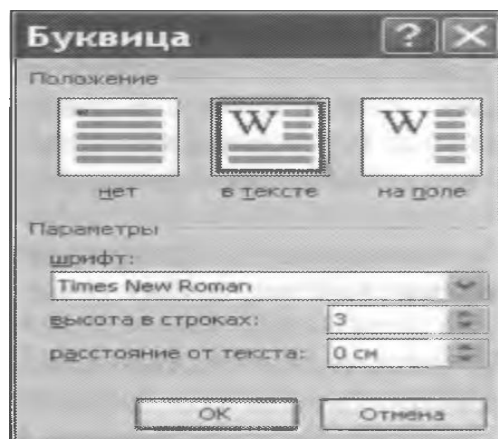 Буквица ? X
Положение
W W
нет в тексте на поле
Параметры
шрифт:
Times New Roman
высота в строках: 3
расстояние от текста: 0 см
ОК Отмена